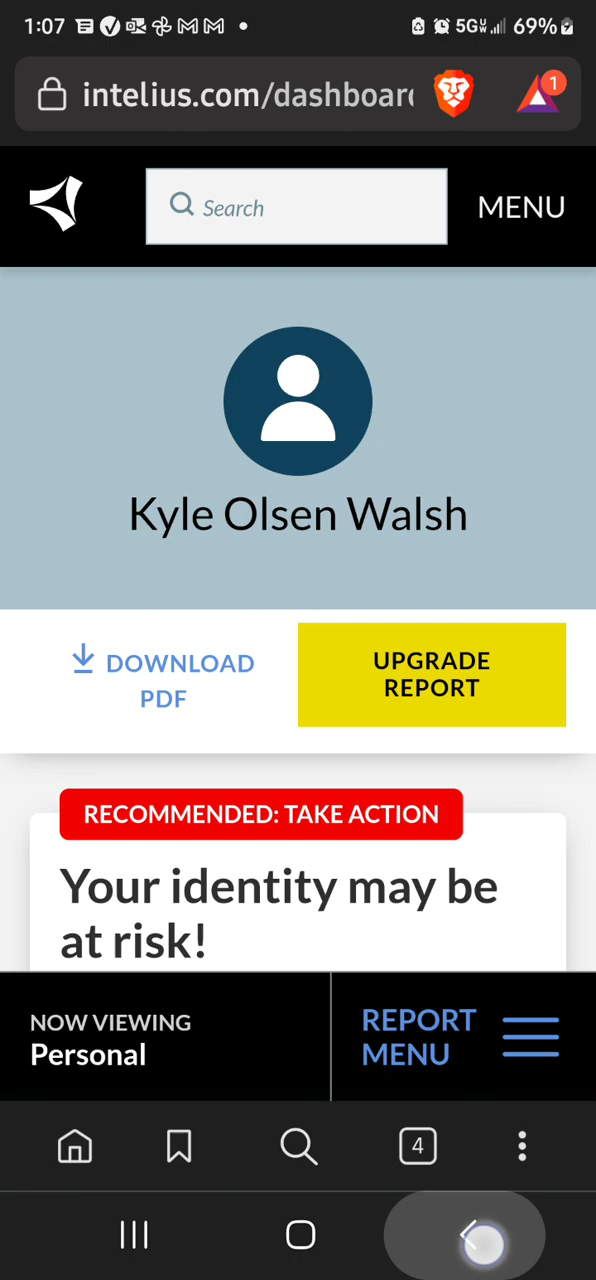 1:07 5G 69%
intelius.com/dashboard
1
Search MENU
Kyle Olsen Walsh
DOWNLOAD
PDF
UPGRADE
REPORT
RECOMMENDED: TAKE ACTION
Your identity may be
at risk!
NOW VIEWING
Personal
REPORT
MENU
4